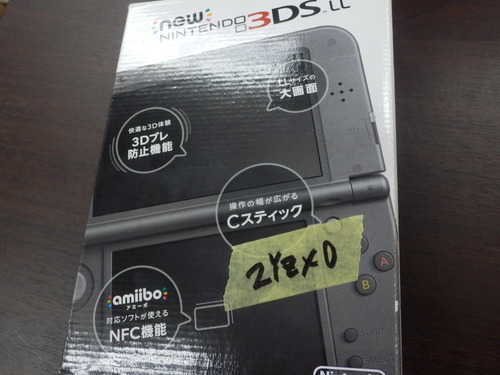 new
NINTENDO3DS LL
LLサイズの
大画面
快適な3D体験
3Dブレ
防止機能
操作の幅が広がる
Cスティック
A
B
amiibo
アミーボ
対応ソフトが使える
NFC機能
START
SELECT